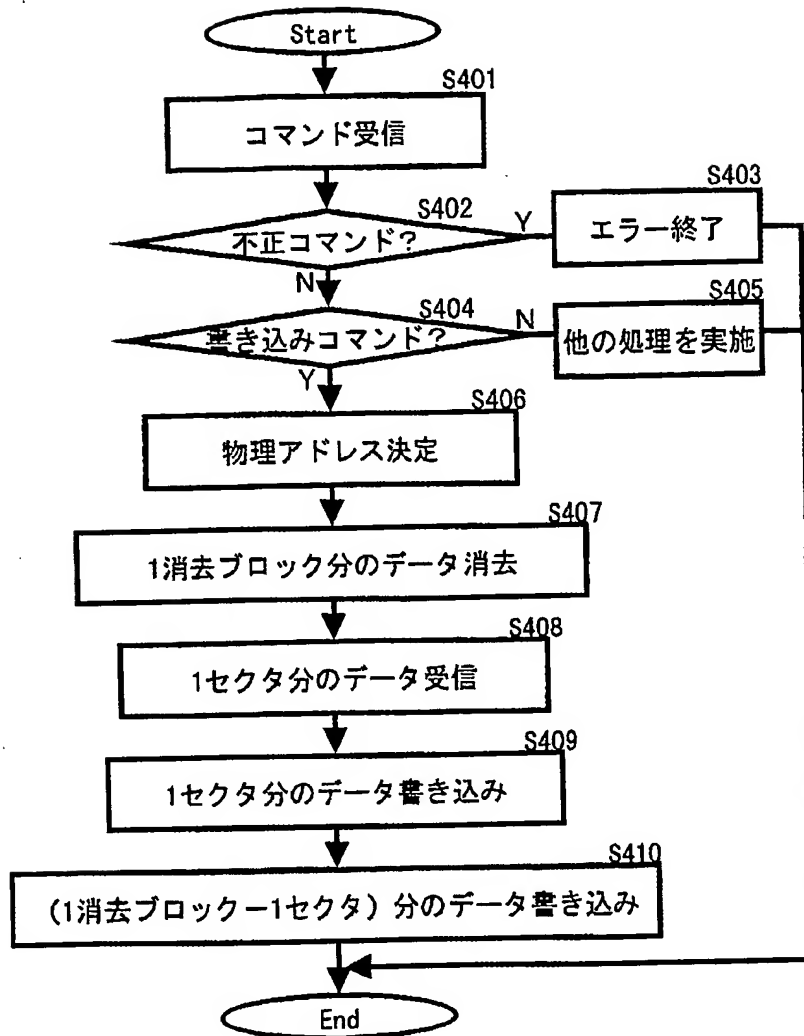 Start
S401
コマンド受信
S402
不正コマンド?
Y
N
S403
エラー終了
S404
書き込みコマンド?
N
Y
S405
他の処理を実施
S406
物理アドレス決定
S407
1消去ブロック分のデータ消去
S408
1セクタ分のデータ受信
S409
1セクタ分のデータ書き込み
S410
(1消去ブロックー1セクタ) 分のデータ書き込み
End